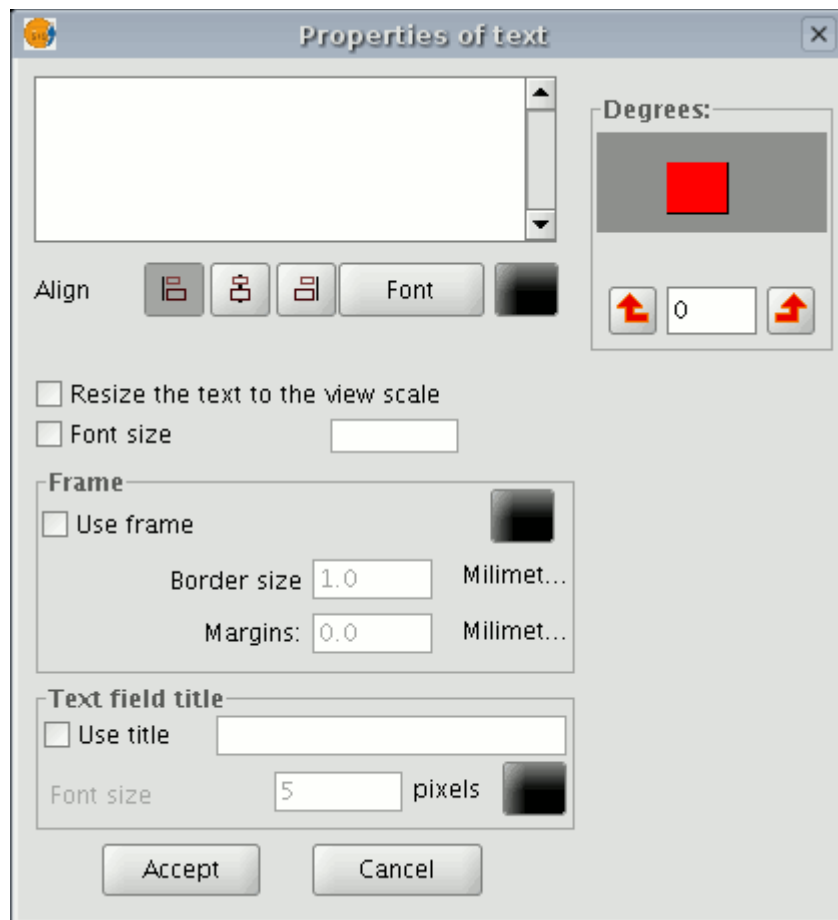 Properties of text
Degrees:
Align
Font
0
Resize the text to the view scale
Font size
Frame
Use frame
Border size 1.0 Milimet...
Margins: 0.0 Milimet...
Text field title
Use title
Font size 5 pixels
Accept Cancel